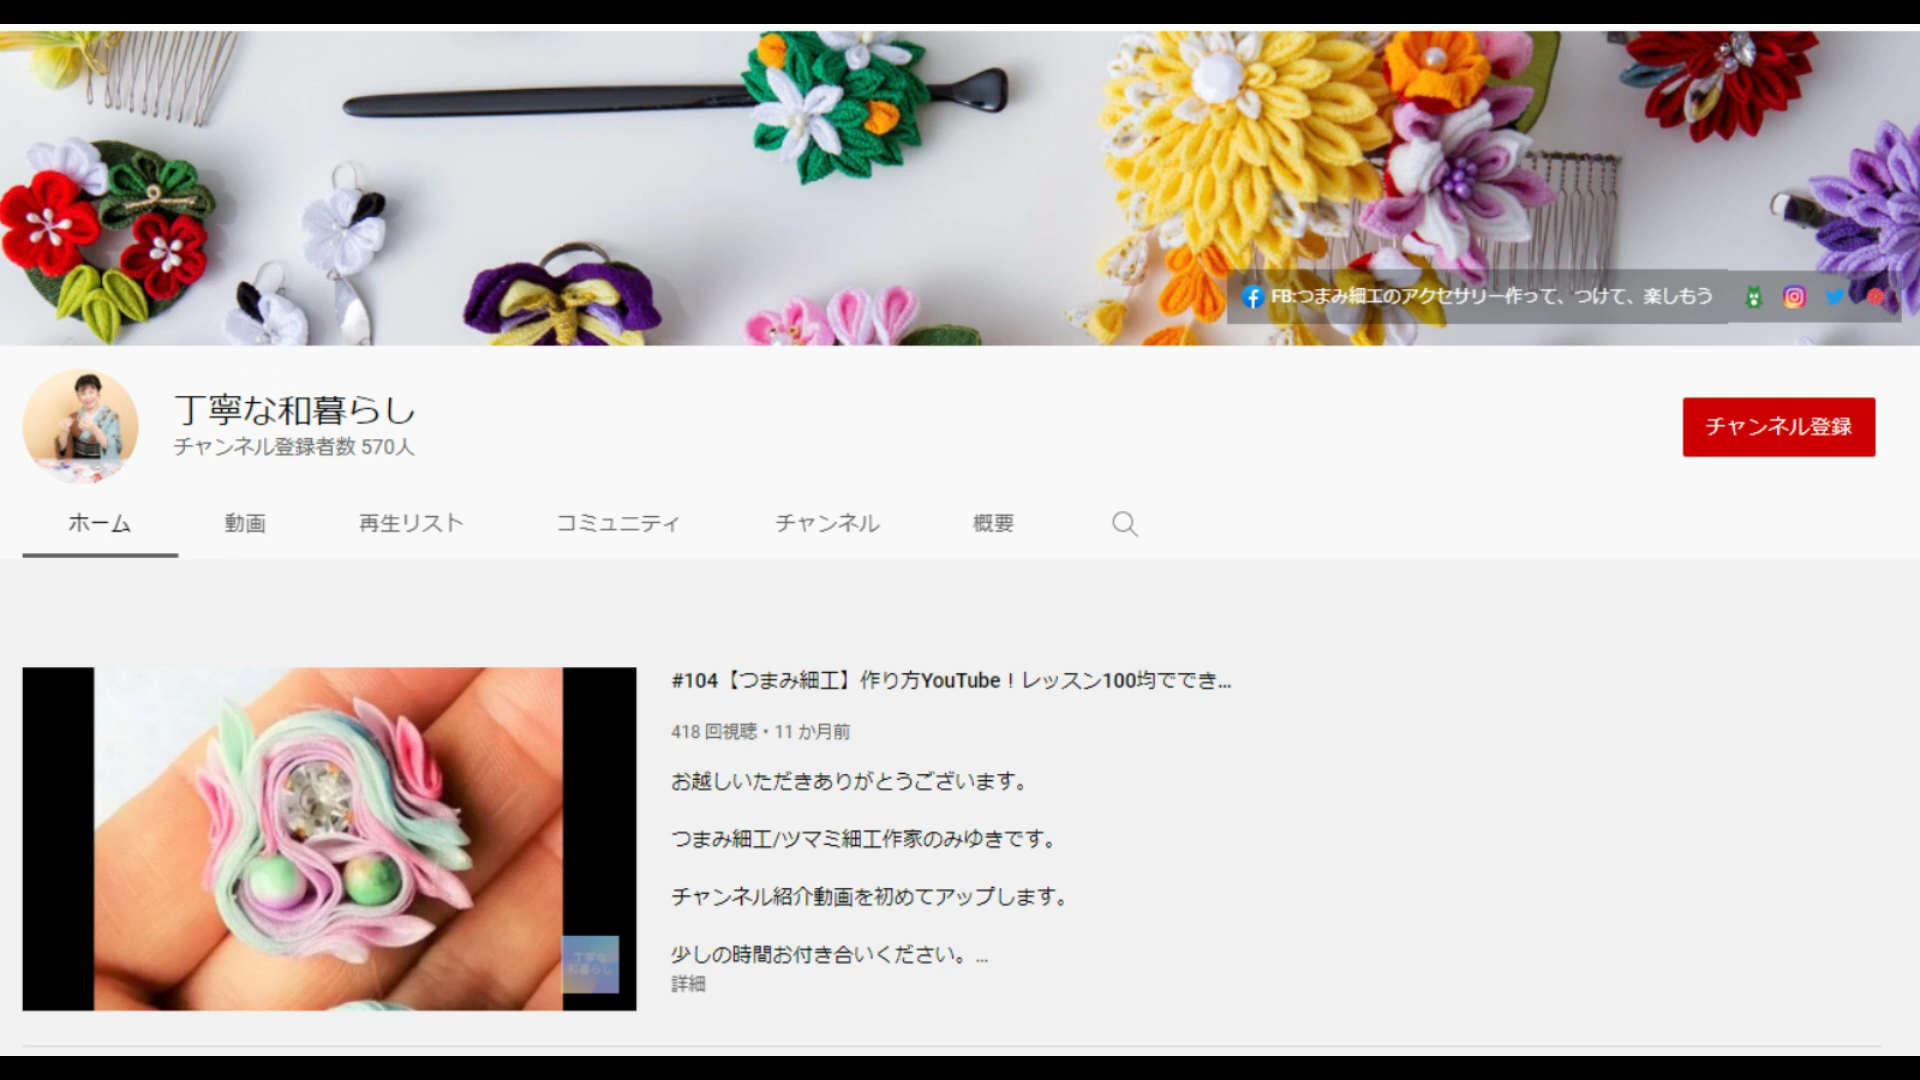 FB:つまみ細工のアクセサリー作って、つけて、楽しもう
丁寧な和暮らし
チャンネル登録者数 570人
チャンネル登録
ホーム 動画 再生リスト コミュニティ チャンネル 概要
#104【つまみ細工】作り方YouTube！レッスン100均ででき...
418 回視聴・11 か月前
お越しいただきありがとうございます。
つまみ細工/ツマミ細工作家のみゆきです。
チャンネル紹介動画を初めてアップします。
少しの時間お付き合いください。...
詳細
丁寧な
和暮らし